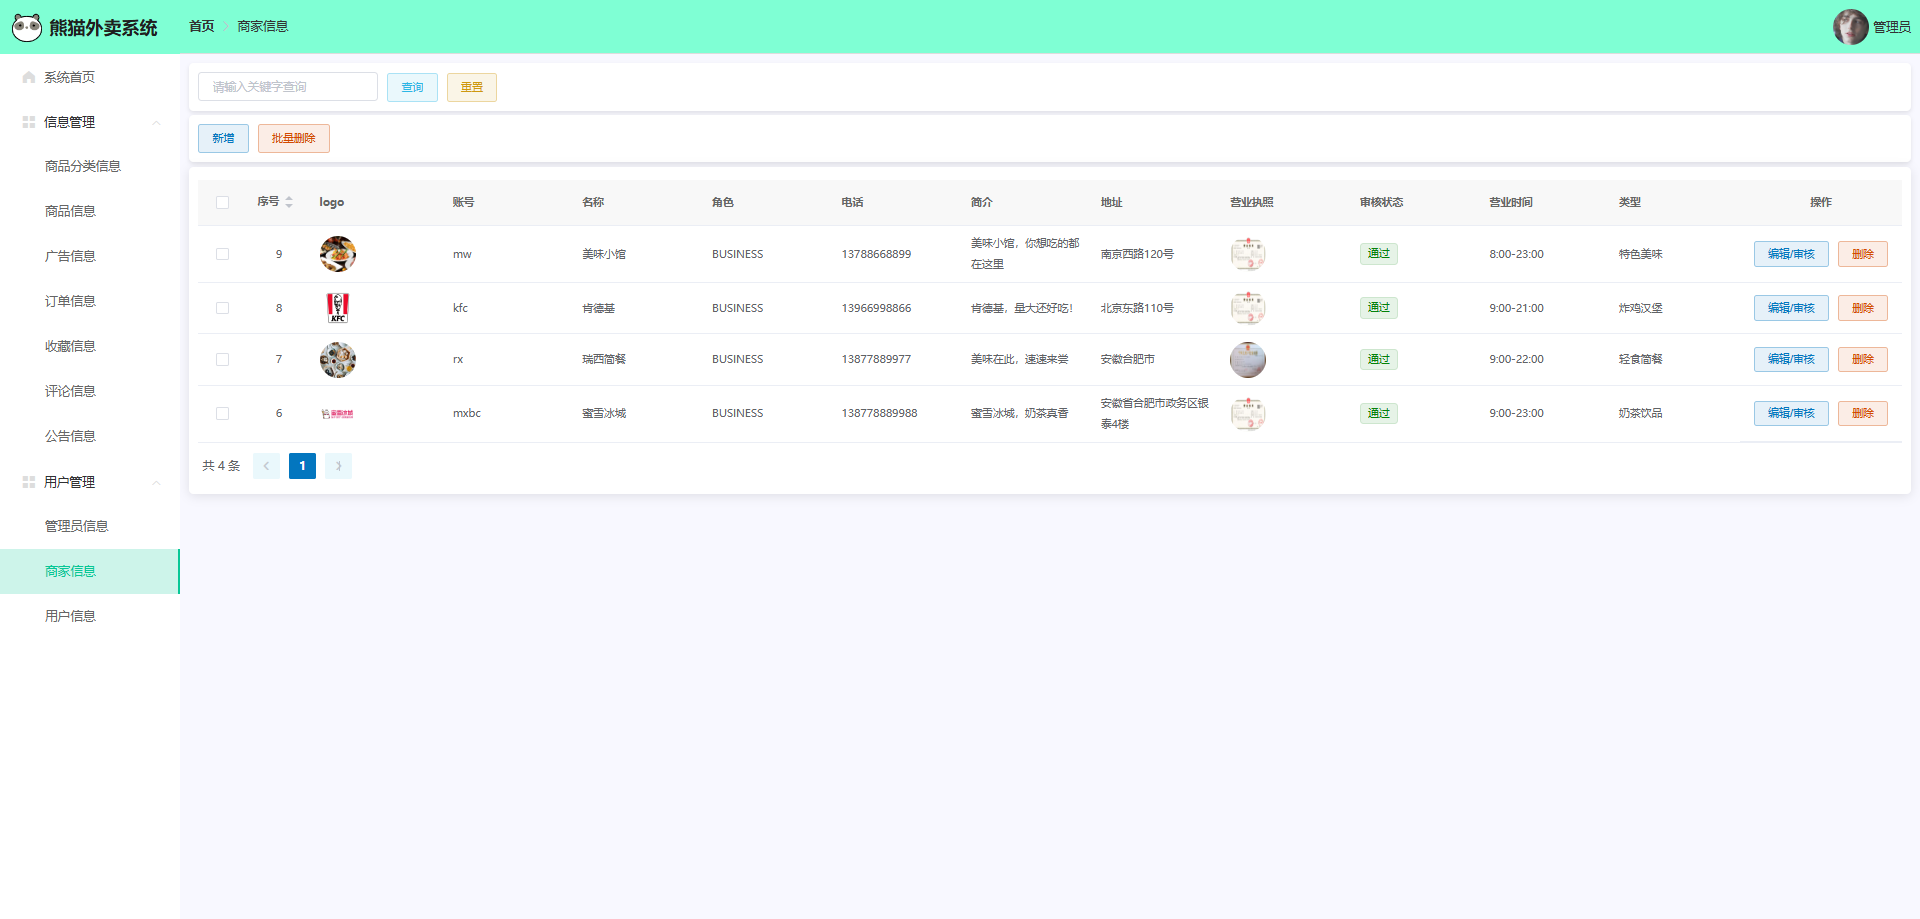 熊猫外卖系统
首页
商家信息
管理员
系统首页
信息管理
商品分类信息
商品信息
广告信息
订单信息
收藏信息
评论信息
公告信息
用户管理
管理员信息
商家信息
用户信息
请输入关键字查询 查询 重置
新增 批量删除
序号 logo 账号 名称 角色 电话 简介 地址 营业执照 审核状态 营业时间 类型 操作
9 mw 美味小馆 BUSINESS 13788668899 美味小馆，你想吃的都在这里 南京西路120号 通过 8:00-23:00 特色美味 编辑/审核 删除
8 KFC kfc 肯德基 BUSINESS 13966998866 肯德基，量大还好吃！ 北京东路110号 通过 9:00-21:00 炸鸡汉堡 编辑/审核 删除
7 rx 瑞西简餐 BUSINESS 13877889977 美味在此，速速来尝 安徽合肥市 通过 9:00-22:00 轻食简餐 编辑/审核 删除
6 蜜雪冰城 mxbc 蜜雪冰城 BUSINESS 138778889988 蜜雪冰城，奶茶真香 安徽省合肥市政务区银泰4楼 通过 9:00-23:00 奶茶饮品 编辑/审核 删除
共 4 条 1